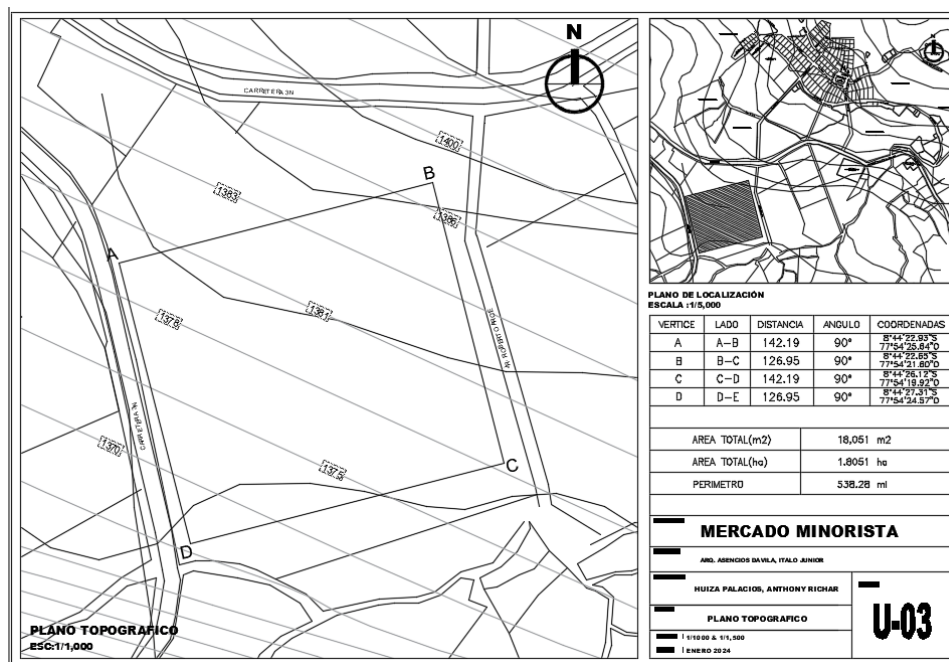 N
CARRETERA 3N
1400
B
1383
1386
A
1381
1378
CARRETERA 3N
1370
1375
C
D
PLANO TOPOGRAFICO
ESC:1/1,000
PLANO DE LOCALIZACIÓN
ESCALA :1/5,000
VERTICE LADO DISTANCIA ANGULO COORDENADAS
A A-B 142.19 90° 8°44'22.93"S 77°54'25.64"O
B B-C 126.95 90° 8°44'22.65"S 77°54'21.60"O
C C-D 142.19 90° 8°44'26.12"S 77°54'19.92"O
D D-E 126.95 90° 8°44'27.31"S 77°54'24.57"O
AREA TOTAL(m2) 18,051 m2
AREA TOTAL(ha) 1.8051 ha
PERIMETRO 538.28 ml
MERCADO MINORISTA
ARQ. ASENCIOS DAVILA, ITALO JUNIOR
HUIZA PALACIOS, ANTHONY RICHAR
PLANO TOPOGRAFICO
1/1000 & 1/1,500
ENERO 2024
U-03